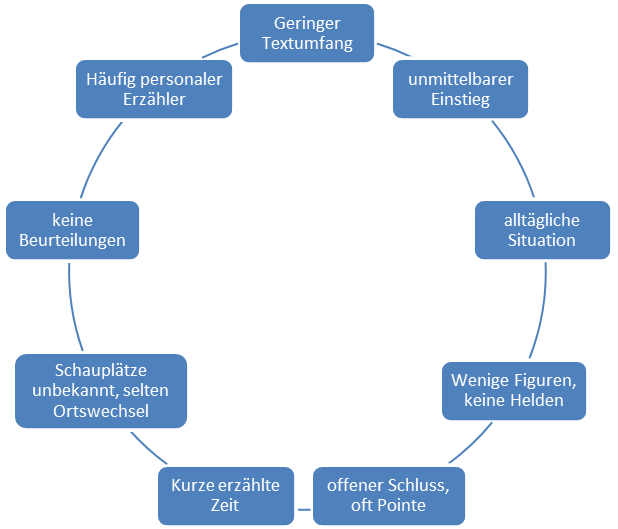 Geringer
Textumfang
unmittelbarer
Einstieg
alltägliche
Situation
Wenige Figuren,
keine Helden
offener Schluss,
oft Pointe
Kurze erzählte
Zeit
Schauplätze
unbekannt, selten
Ortswechsel
keine
Beurteilungen
Häufig personaler
Erzähler